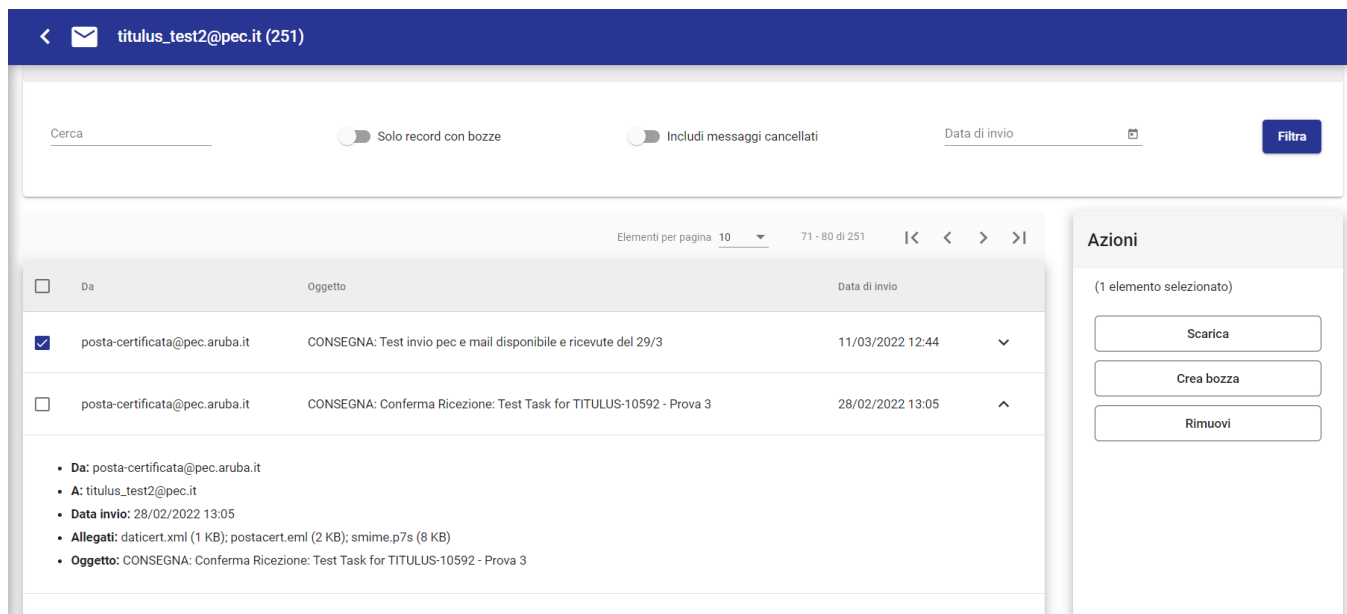 titulus_test2@pec.it (251)
Cerca
Solo record con bozze
Includi messaggi cancellati
Data di invio
Filtra
Elementi per pagina 10
71 - 80 di 251
Azioni
Da Oggetto Data di invio
(1 elemento selezionato)
posta-certificata@pec.aruba.it CONSEGNA: Test invio pec e mail disponibile e ricevute del 29/3 11/03/2022 12:44
Scarica
Crea bozza
posta-certificata@pec.aruba.it CONSEGNA: Conferma Ricezione: Test Task for TITULUS-10592 - Prova 3 28/02/2022 13:05
Rimuovi
• Da: posta-certificata@pec.aruba.it
• A: titulus_test2@pec.it
• Data invio: 28/02/2022 13:05
• Allegati: daticert.xml (1 KB); postacert.eml (2 KB); smime.p7s (8 KB)
• Oggetto: CONSEGNA: Conferma Ricezione: Test Task for TITULUS-10592 - Prova 3